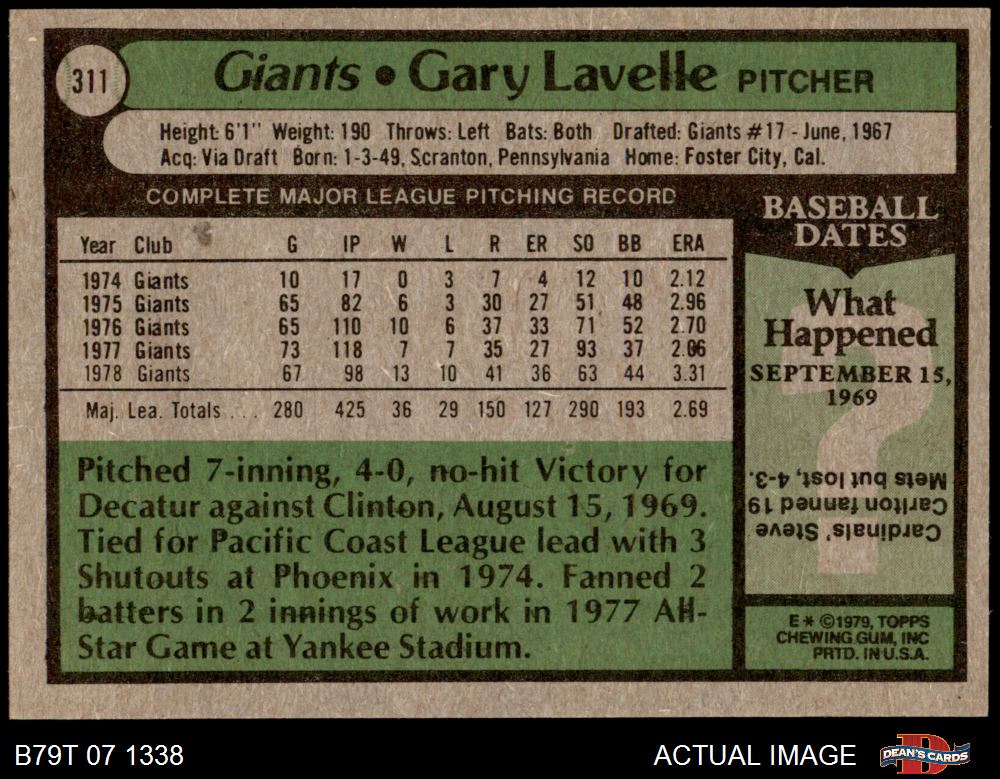 311
Giants • Gary Lavelle PITCHER
Height: 6'1" Weight: 190 Throws: Left Bats: Both Drafted: Giants #17 - June, 1967
Acq: Via Draft Born: 1-3-49, Scranton, Pennsylvania Home: Foster City, Cal.
COMPLETE MAJOR LEAGUE PITCHING RECORD
Year Club G IP W L R ER SO BB ERA
1974 Giants 10 17 0 3 7 4 12 10 2.12
1975 Giants 65 82 6 3 30 27 51 48 2.96
1976 Giants 65 110 10 6 37 33 71 52 2.70
1977 Giants 73 118 7 7 35 27 93 37 2.06
1978 Giants 67 98 13 10 41 36 63 44 3.31
Maj. Lea. Totals . . . 280 425 36 29 150 127 290 193 2.69
Pitched 7-inning, 4-0, no-hit Victory for
Decatur against Clinton, August 15, 1969.
Tied for Pacific Coast League lead with 3
Shutouts at Phoenix in 1974. Fanned 2
batters in 2 innings of work in 1977 All-
Star Game at Yankee Stadium.
BASEBALL
DATES
What
Happened
SEPTEMBER 15,
1969
?
Cardinals' Steve
Carlton fanned 19
Mets but lost, 4-3.
E * ©1979, TOPPS
CHEWING GUM, INC
PRTD. IN U.S.A.
B79T 07 1338
ACTUAL IMAGE
D
DEAN'S CARDS